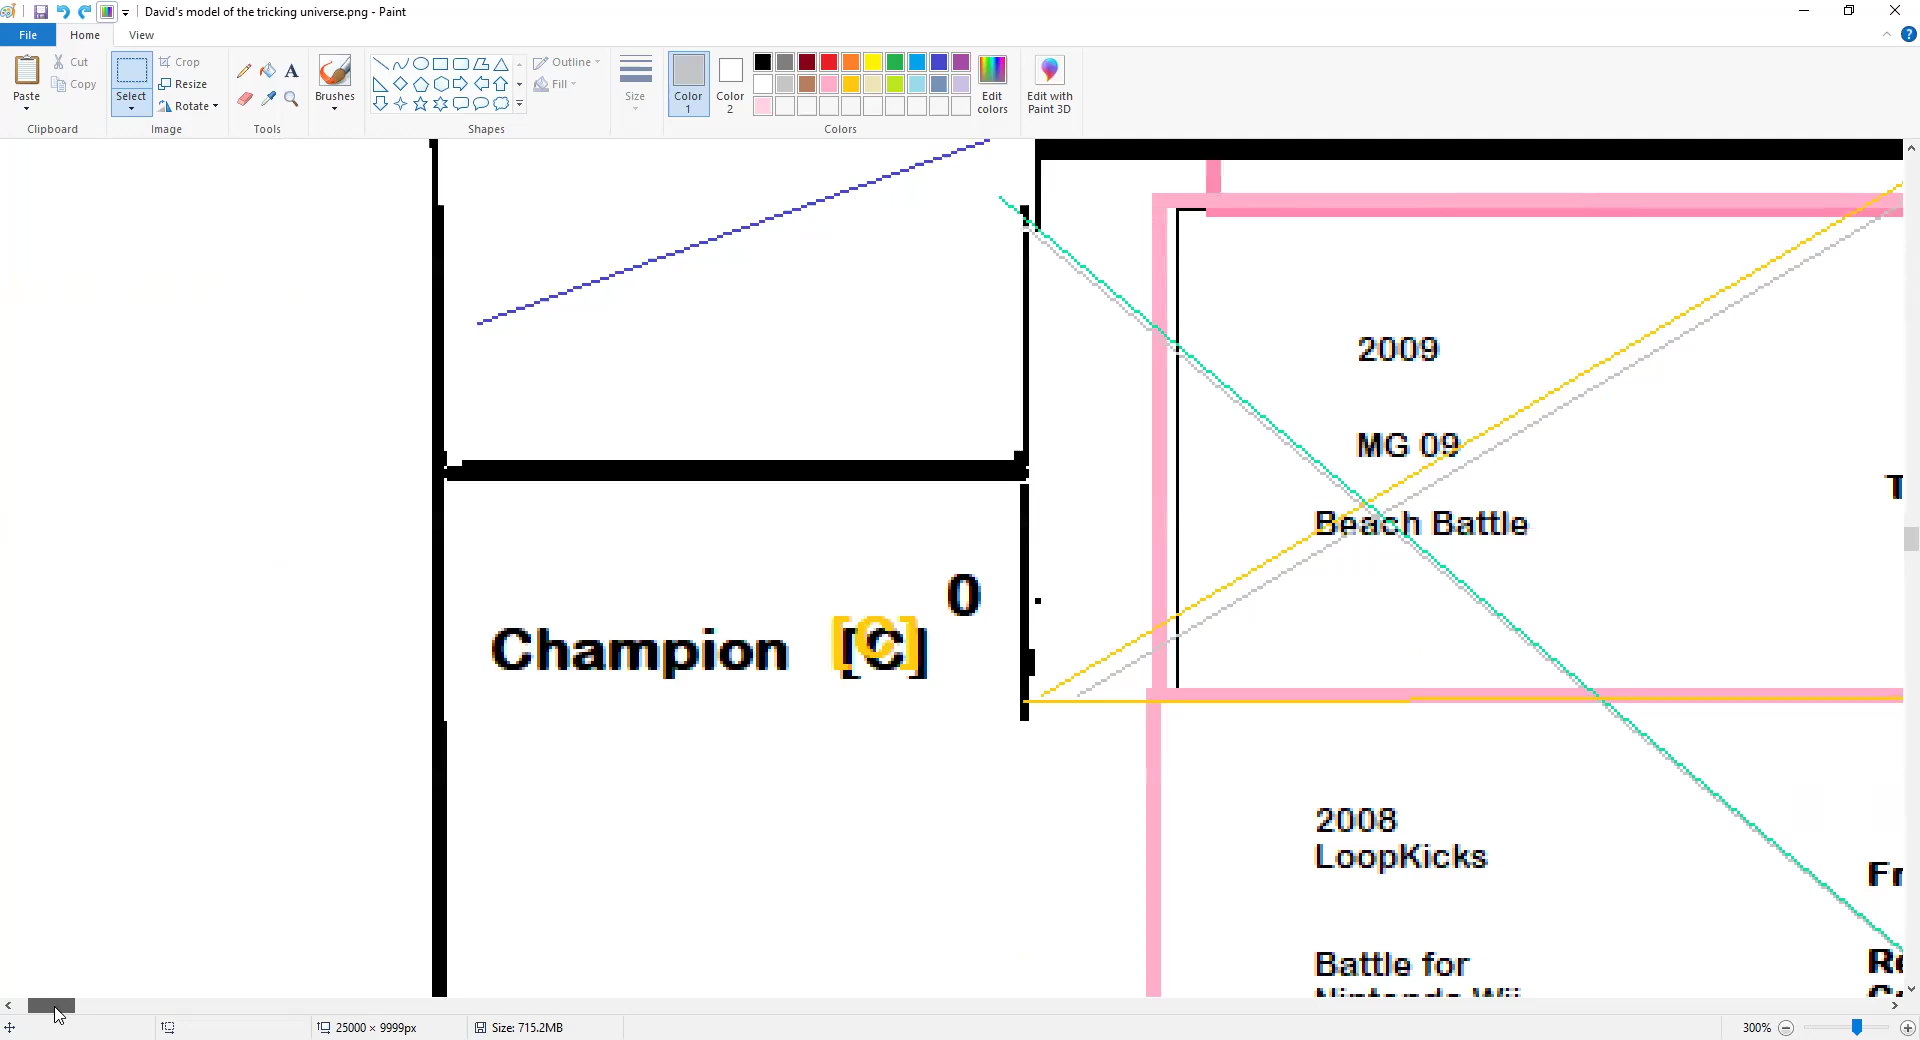 David's model of the tricking universe.png - Paint
File Home View
Paste
Cut
Copy
Clipboard
Select
Crop
Resize
Rotate
Image
A
Tools
Brushes
Shapes
Outline
Fill
Size
Color 1
Color 2
Edit colors
Colors
Edit with Paint 3D
?
2009
MG 09
Beach Battle
0
Champion [C]
[C]
2008
LoopKicks
Battle for
25000 × 9999px
Size: 715.2MB
300%